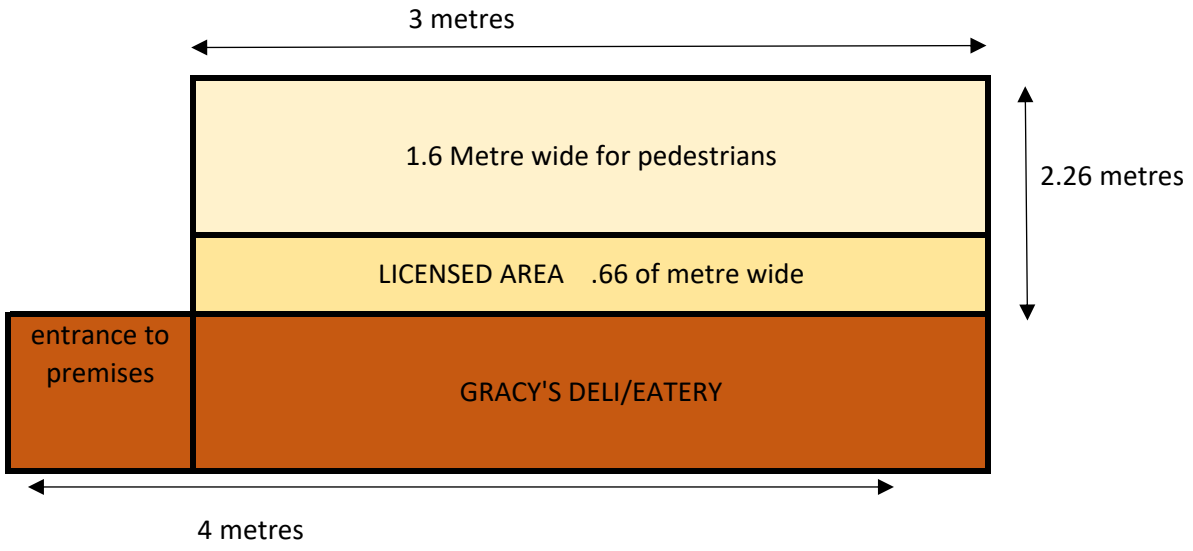 3 metres
1.6 Metre wide for pedestrians
2.26 metres
LICENSED AREA .66 of metre wide
entrance to
premises
GRACY'S DELI/EATERY
4 metres